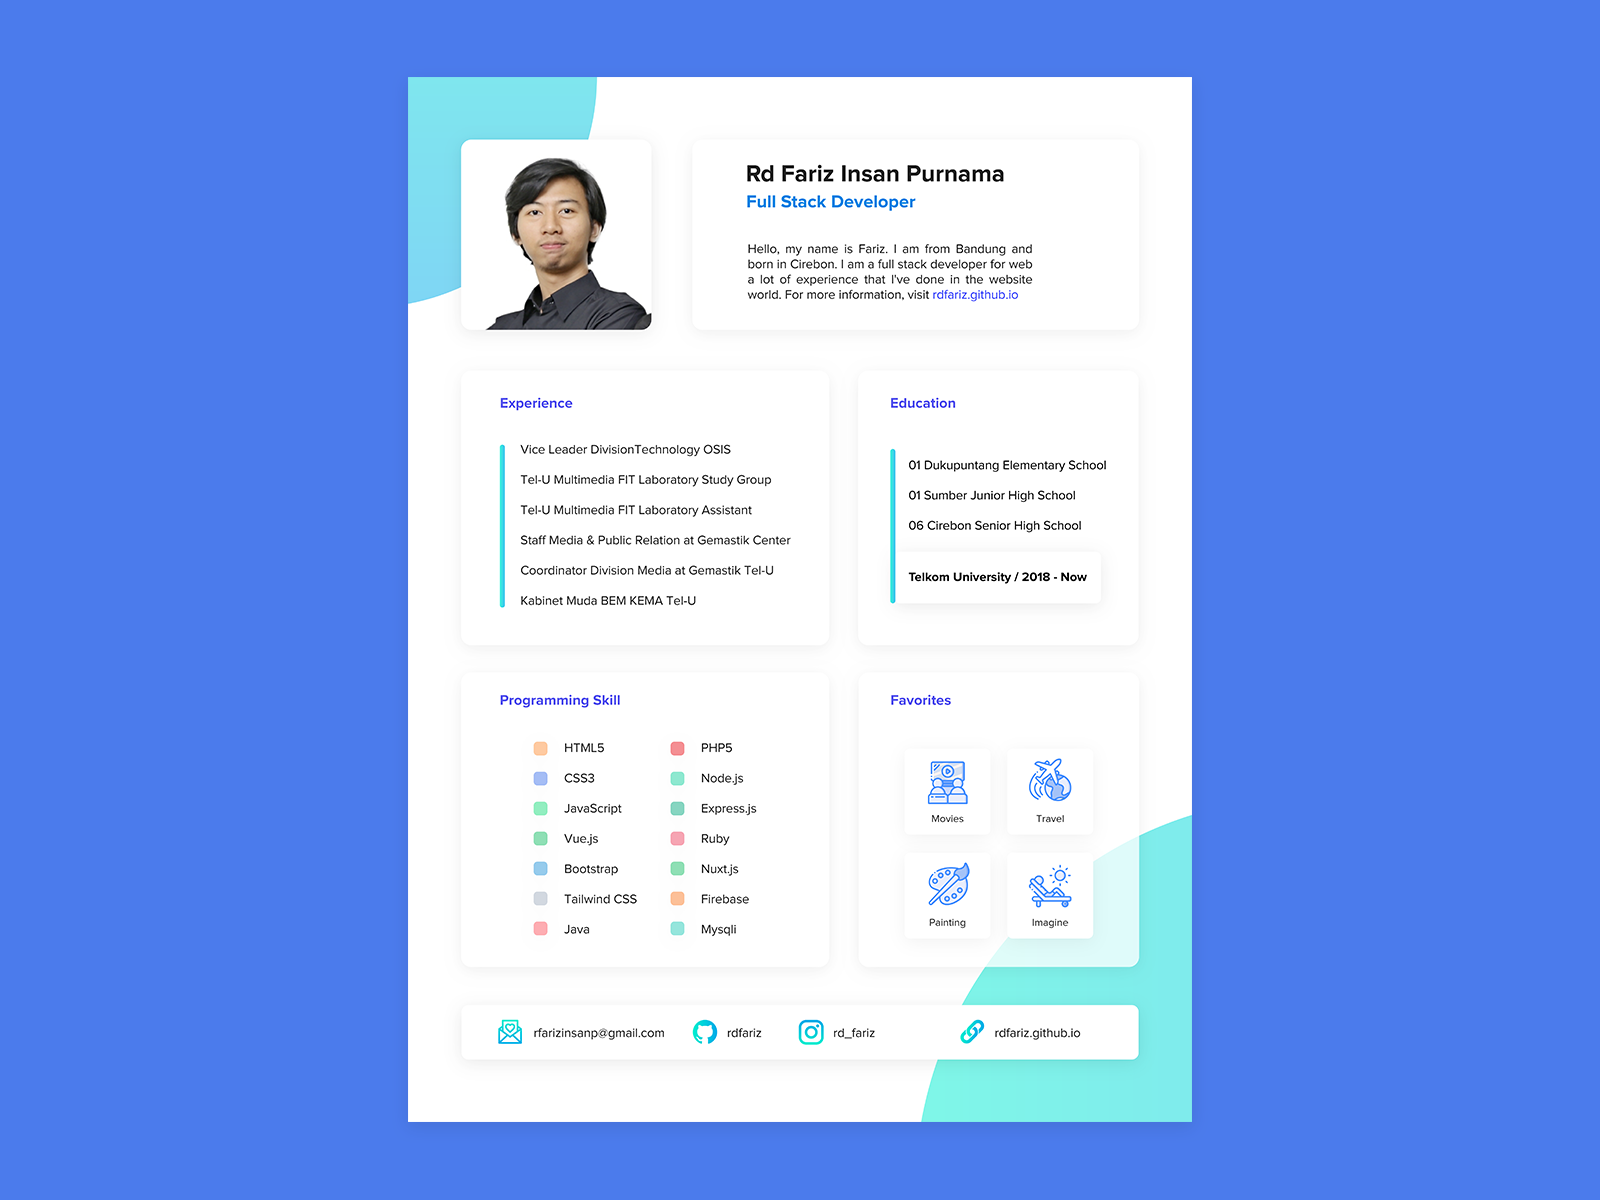 Rd Fariz Insan Purnama
Full Stack Developer
Hello, my name is Fariz. I am from Bandung and
born in Cirebon. I am a full stack developer for web
a lot of experience that I've done in the website
world. For more information, visit rdfariz.github.io
Experience
Vice Leader DivisionTechnology OSIS
Tel-U Multimedia FIT Laboratory Study Group
Tel-U Multimedia FIT Laboratory Assistant
Staff Media & Public Relation at Gemastik Center
Coordinator Division Media at Gemastik Tel-U
Kabinet Muda BEM KEMA Tel-U
Education
01 Dukupuntang Elementary School
01 Sumber Junior High School
06 Cirebon Senior High School
Telkom University / 2018 - Now
Programming Skill
HTML5
CSS3
JavaScript
Vue.js
Bootstrap
Tailwind CSS
Java
PHP5
Node.js
Express.js
Ruby
Nuxt.js
Firebase
Mysqli
Favorites
Movies
Travel
Painting
Imagine
rfarizinsanp@gmail.com
rdfariz
rd_fariz
rdfariz.github.io